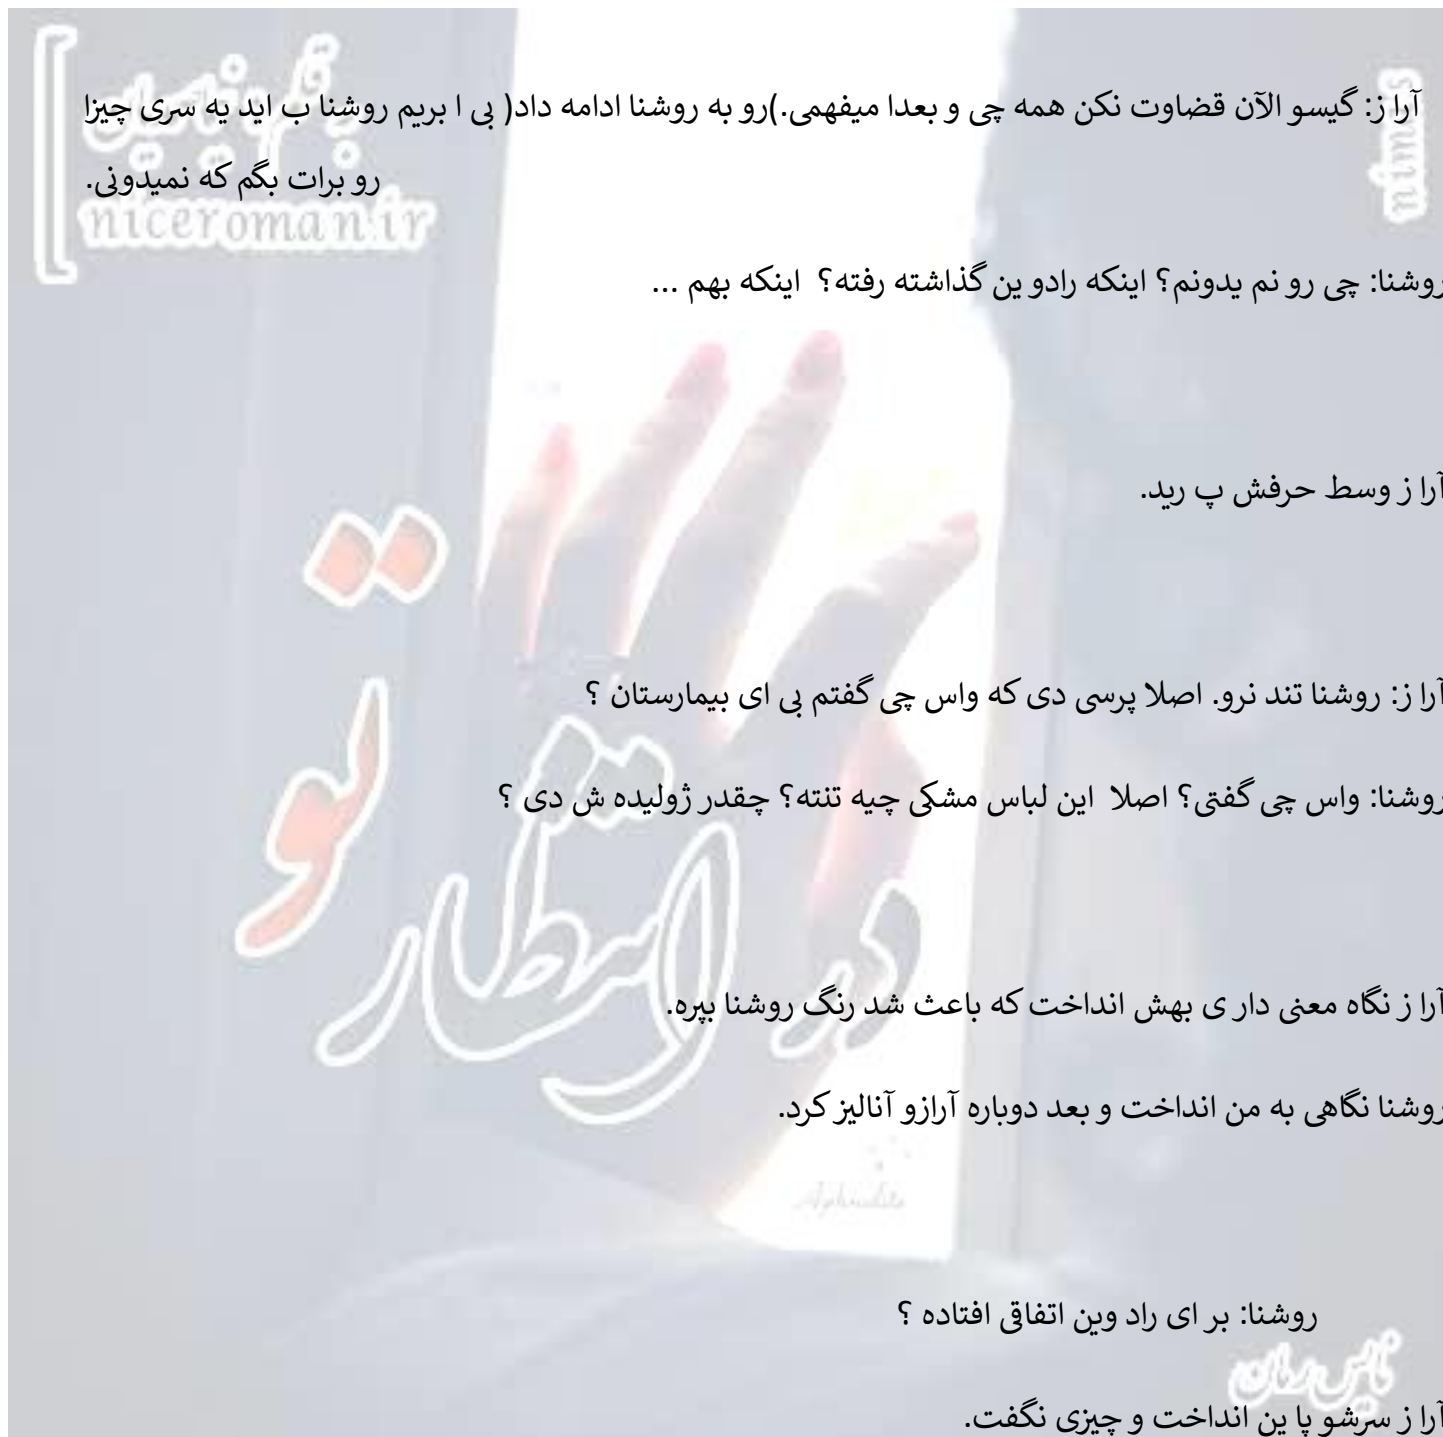 آرا ز: گیسو الآن قضاوت نکن همه چی و بعدا میفهمی.)رو به روشنا ادامه داد( بی ا بریم روشنا ب اید یه سری چیزا
رو برات بگم که نمیدونی.
niceroman.ir
روشنا: چی رو نم یدونم؟ اینکه رادو ین گذاشته رفته؟ اینکه بهم ...
آرا ز وسط حرفش پ رید.
آرا ز: روشنا تند نرو. اصلا پرسی دی که واس چی گفتم بی ای بیمارستان ؟
روشنا: واس چی گفتی؟ اصلا این لباس مشکی چیه تنته؟ چقدر ژولیده ش دی ؟
در انتظار تو
آرا ز نگاه معنی دار ی بهش انداخت که باعث شد رنگ روشنا بپره.
روشنا نگاهی به من انداخت و بعد دوباره آرازو آنالیز کرد.
Aphrodite
روشنا: بر ای راد وین اتفاقی افتاده ؟
نایس رمان
آرا ز سرشو پا ین انداخت و چیزی نگفت.